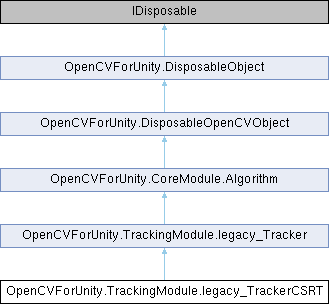 IDisposable
OpenCVForUnity.DisposableObject
OpenCVForUnity.DisposableOpenCVObject
OpenCVForUnity.CoreModule.Algorithm
OpenCVForUnity.TrackingModule.legacy_Tracker
OpenCVForUnity.TrackingModule.legacy_TrackerCSRT